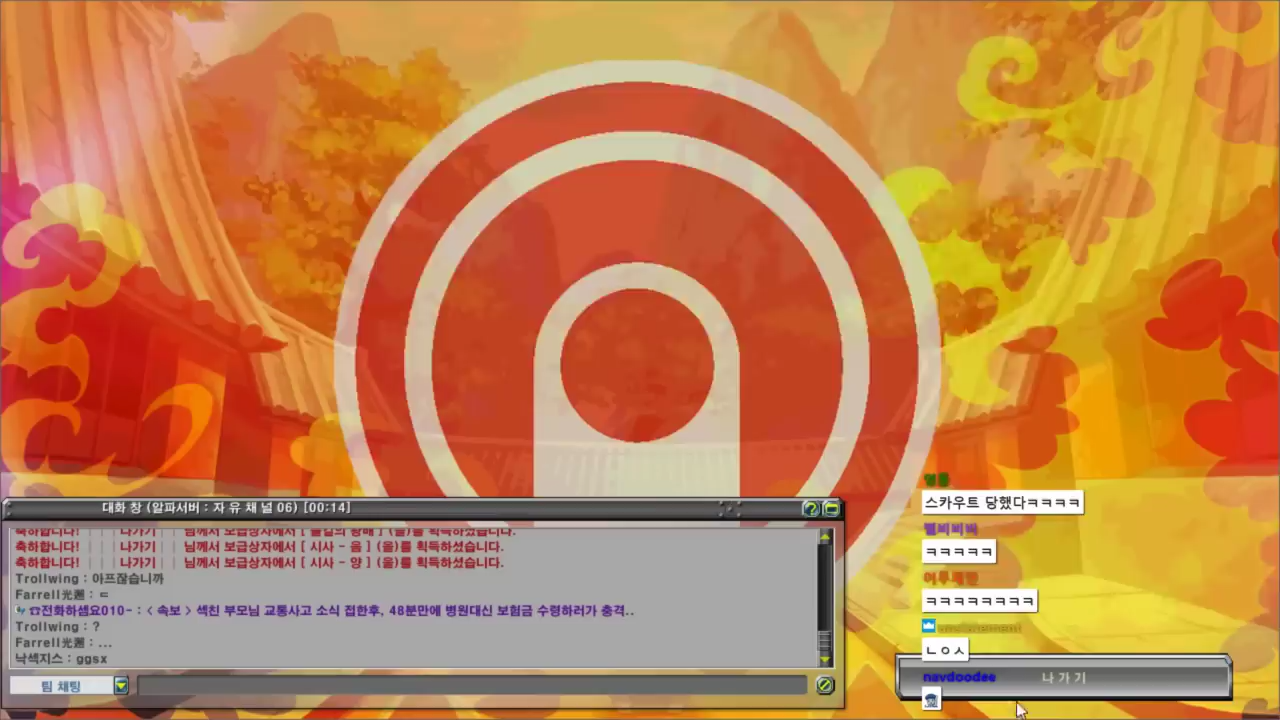 대화 창 (알파서버 : 자 유 채 널 06) [00:14]
축하합니다! 나가기 님께서 보급상자에서 [ 시사 - 음 ] (을)를 획득하셨습니다.
축하합니다! 나가기 님께서 보급상자에서 [ 시사 - 양 ] (을)를 획득하셨습니다.
Trollwing : 아프잖습니까
Farrell光 : ㄷ
☎전화하셈요010- : < 속보 > 섹친 부모님 교통사고 소식 접한후, 48분만에 병원대신 보험금 수령하러가 충격..
Trollwing : ?
Farrell光 : ...
낙섹지스 : ggsx
팀 채팅
스카우트 당했다ㅋㅋㅋㅋ
ㅋㅋㅋㅋㅋ
ㅋㅋㅋㅋㅋㅋㅋㅋ
ㄴㅇㅅ
navdoodee
나 가 기